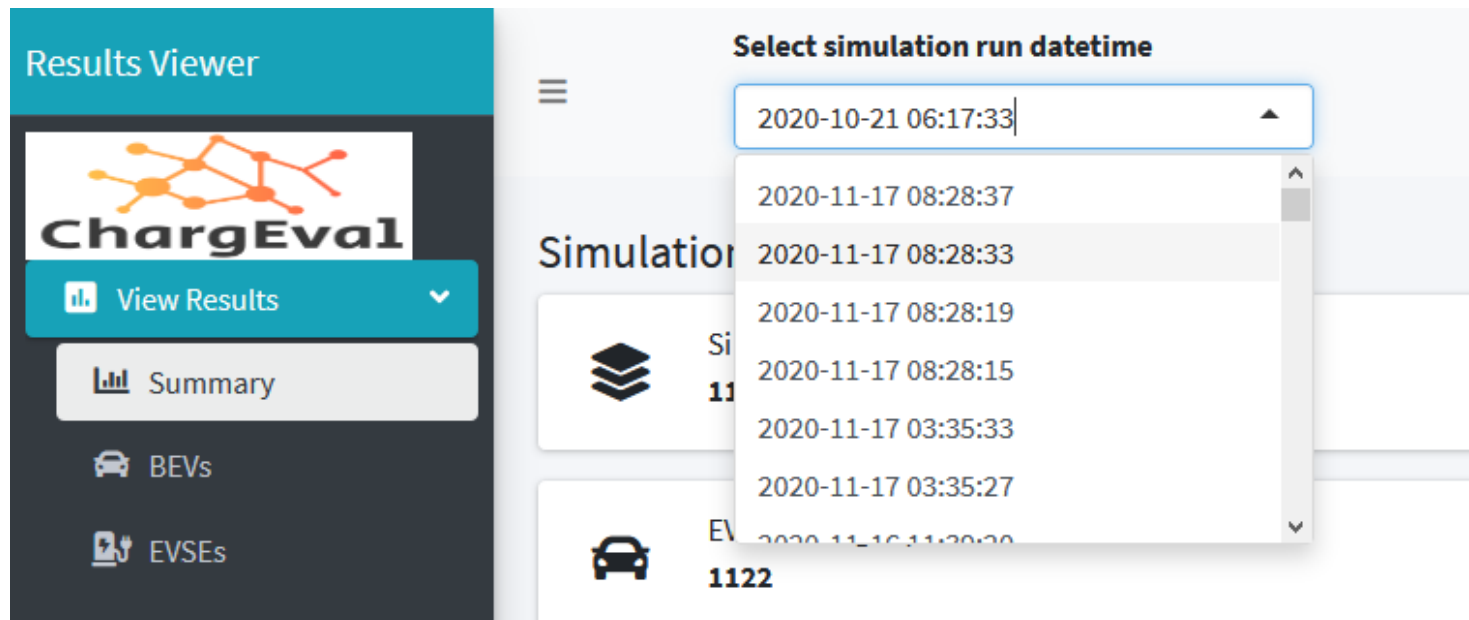 Results Viewer
ChargEval
View Results
Summary
BEVs
EVSEs
Select simulation run datetime
2020-10-21 06:17:33
2020-11-17 08:28:37
2020-11-17 08:28:33
2020-11-17 08:28:19
2020-11-17 08:28:15
2020-11-17 03:35:33
2020-11-17 03:35:27
1122